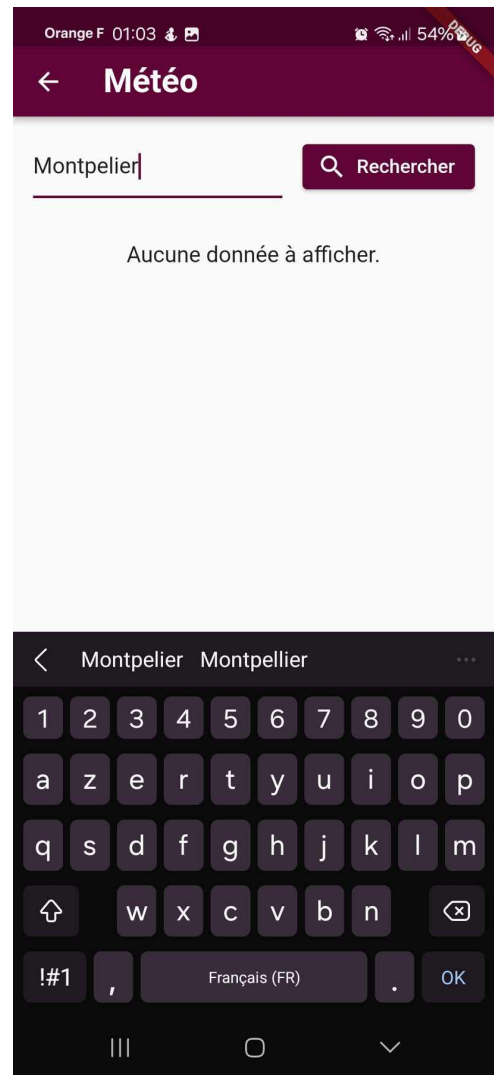 Orange F 01:03 54%
DEBUG
Météo
Montpelier
Rechercher
Aucune donnée à afficher.
Montpelier Montpellier
1 2 3 4 5 6 7 8 9 0
a z e r t y u i o p
q s d f g h j k l m
w x c v b n
!#1 , Français (FR) . OK